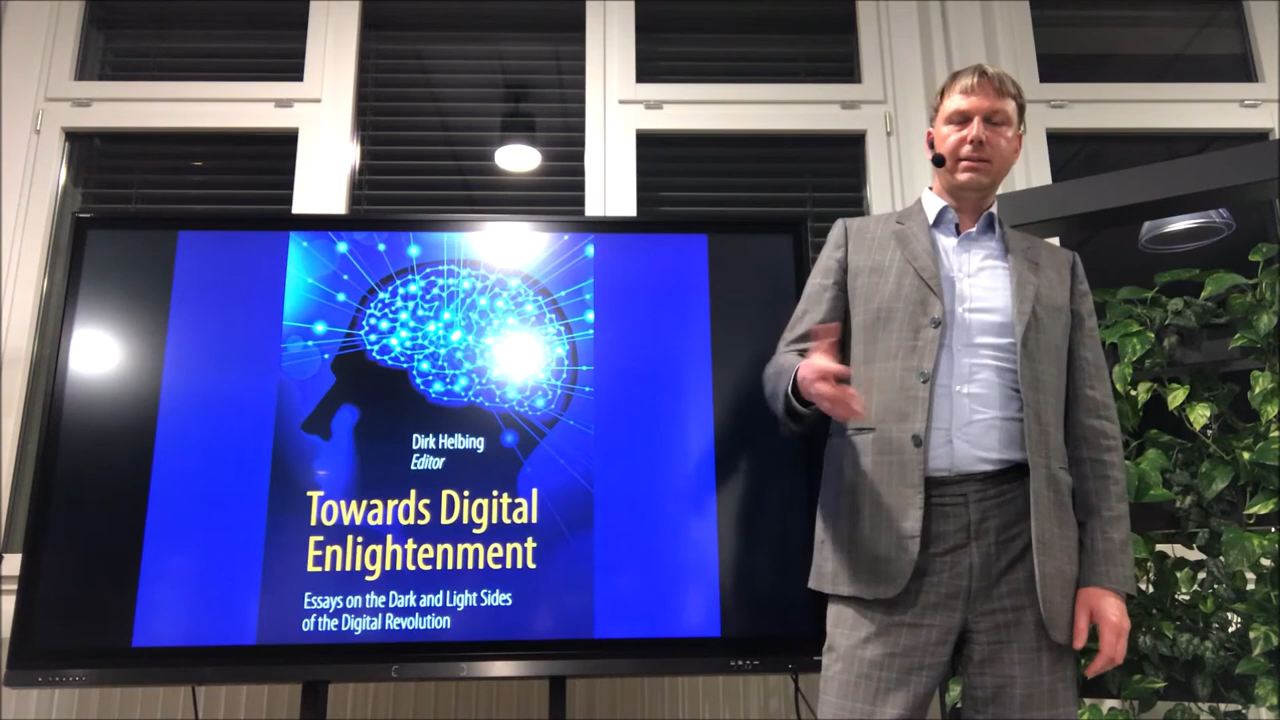 Dirk Helbing
Editor
Towards Digital
Enlightenment
Essays on the Dark and Light Sides
of the Digital Revolution